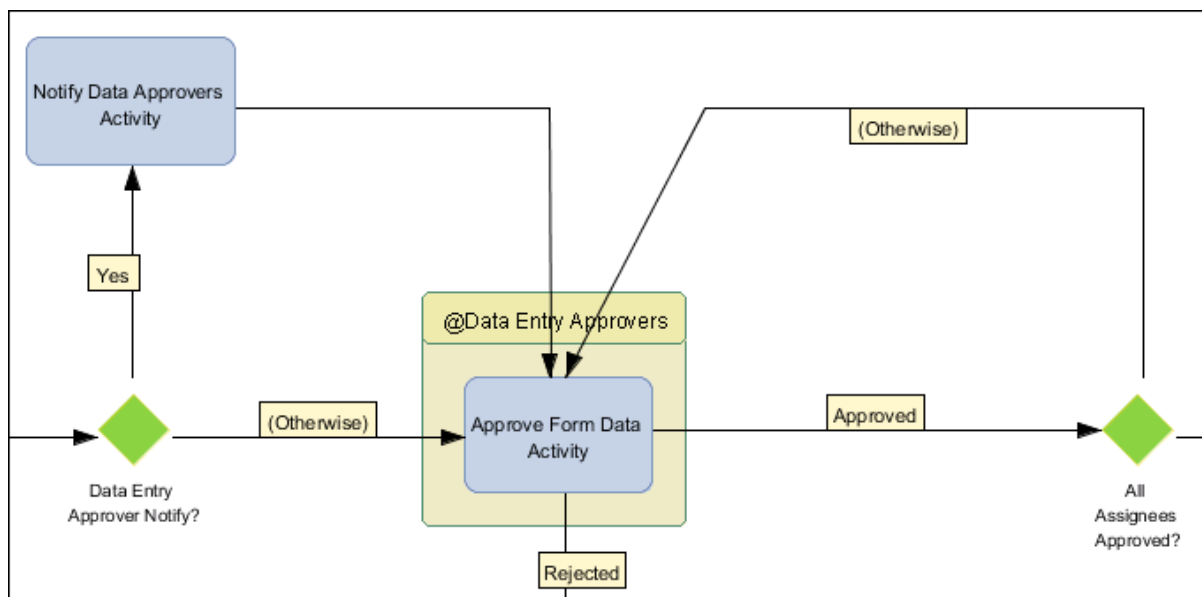 Notify Data Approvers
Activity
(Otherwise)
Yes
@Data Entry Approvers
(Otherwise)
Approve Form Data
Activity
Approved
Data Entry
Approver Notify?
All
Assignees
Approved?
Rejected